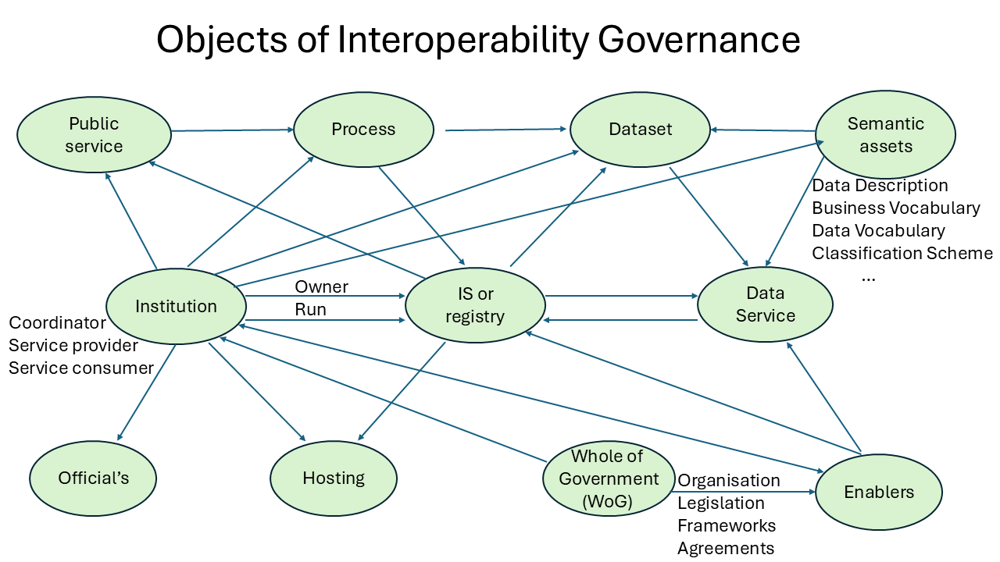 Objects of Interoperability Governance
Public
service
Process
Dataset
Semantic
assets
Data Description
Business Vocabulary
Data Vocabulary
Classification Scheme
...
Institution
Owner
Run
IS or
registry
Data
Service
Coordinator
Service provider
Service consumer
Official’s
Hosting
Whole of
Government
(WoG)
Organisation
Legislation
Frameworks
Agreements
Enablers